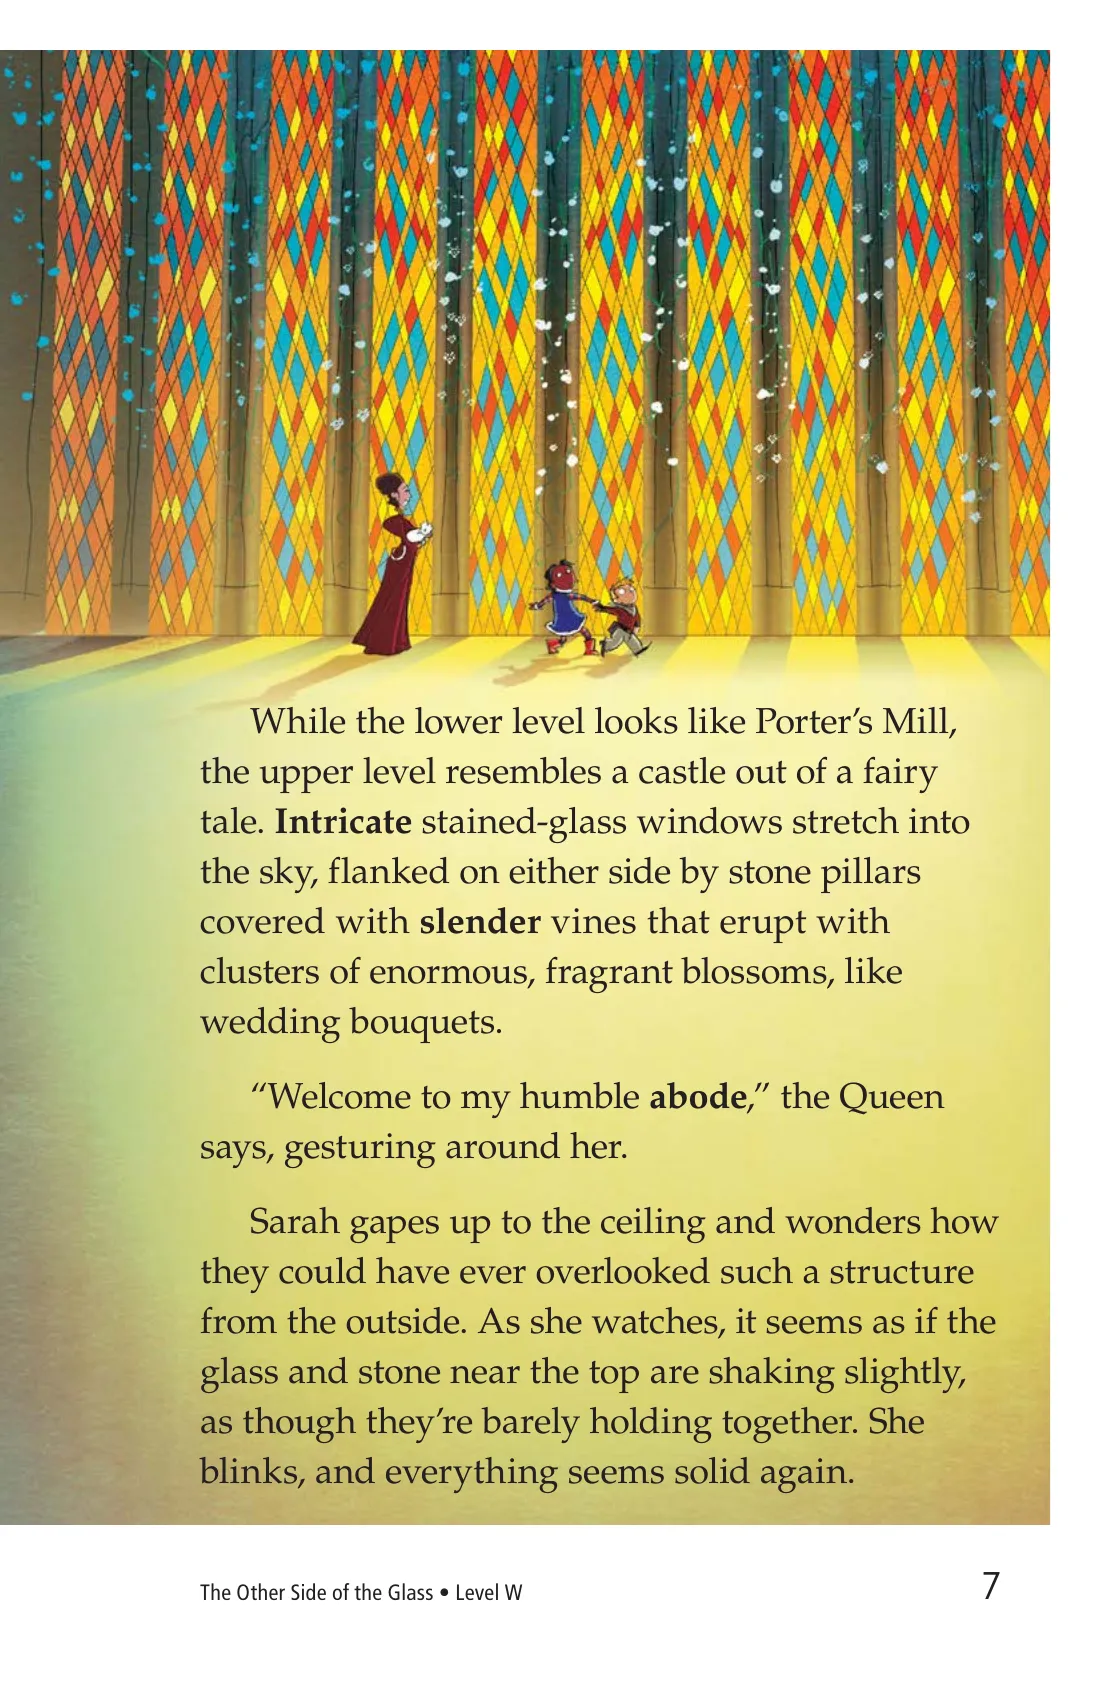 While the lower level looks like Porter’s Mill,
the upper level resembles a castle out of a fairy
tale. Intricate stained-glass windows stretch into
the sky, flanked on either side by stone pillars
covered with slender vines that erupt with
clusters of enormous, fragrant blossoms, like
wedding bouquets.
“Welcome to my humble abode,” the Queen
says, gesturing around her.
Sarah gapes up to the ceiling and wonders how
they could have ever overlooked such a structure
from the outside. As she watches, it seems as if the
glass and stone near the top are shaking slightly,
as though they’re barely holding together. She
blinks, and everything seems solid again.
The Other Side of the Glass • Level W
7